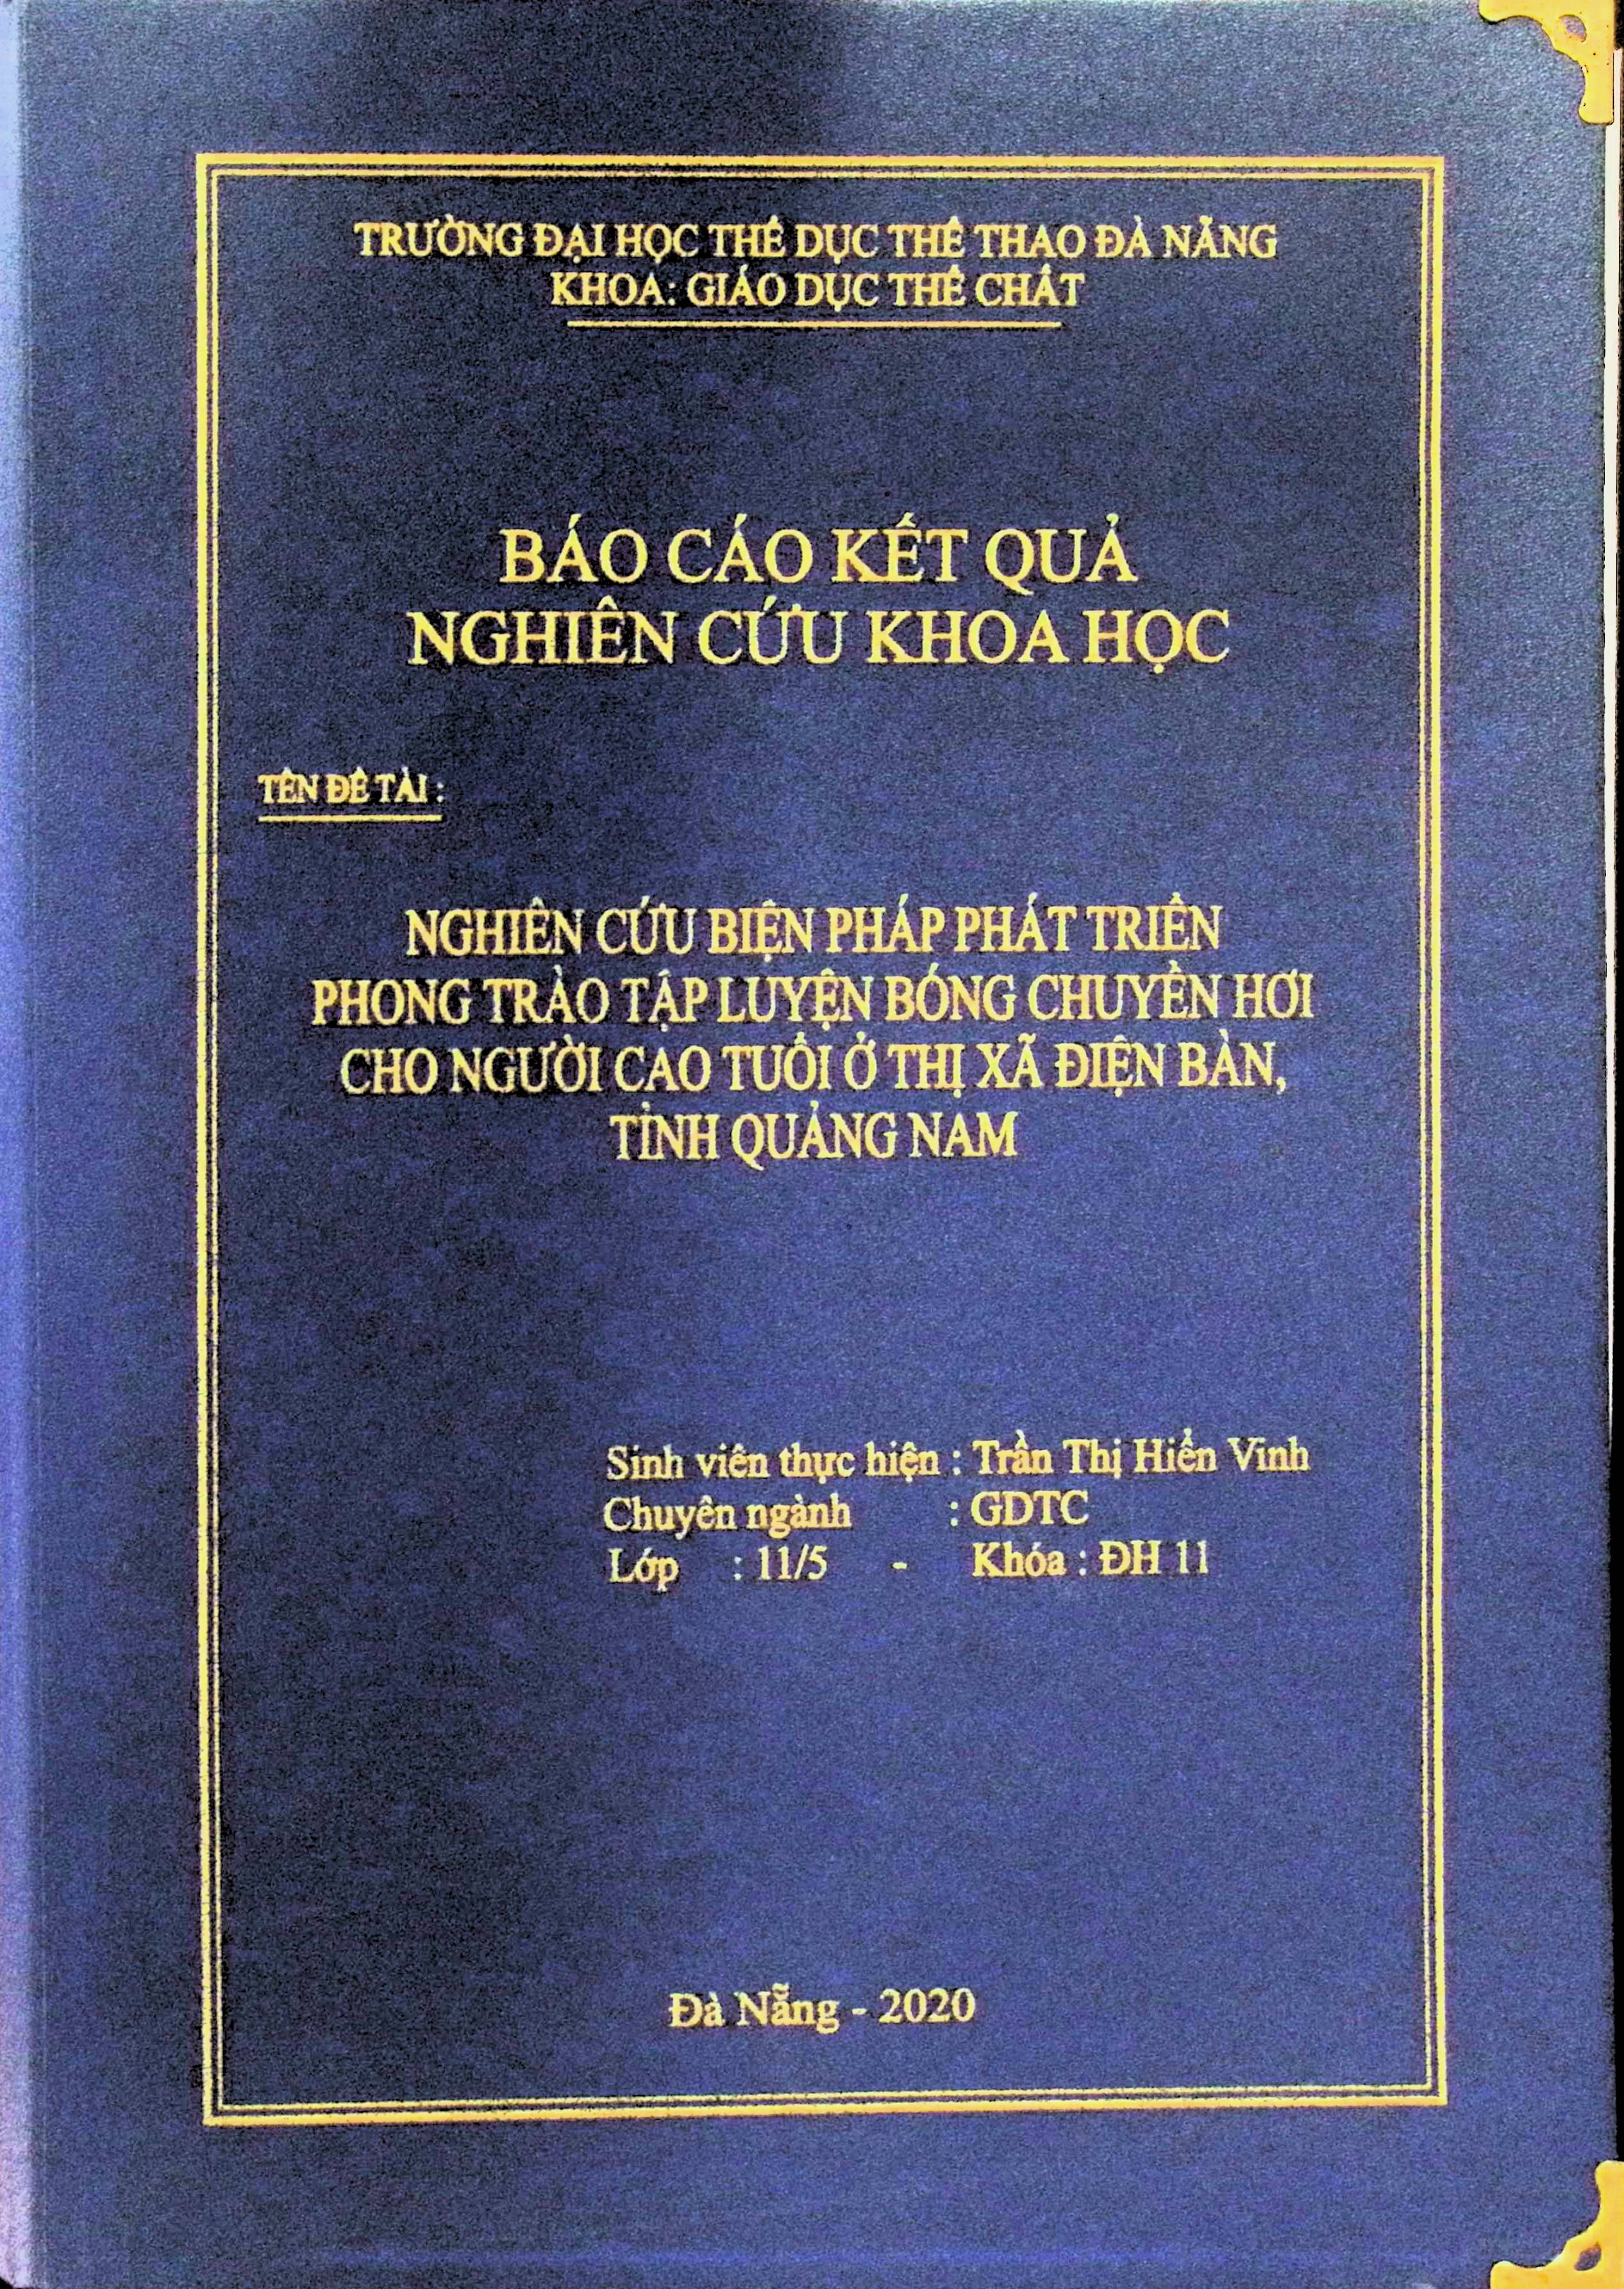 TRƯỜNG ĐẠI HỌC THỂ DỤC THỂ THAO ĐÀ NẴNG
KHOA: GIÁO DỤC THỂ CHẤT
BÁO CÁO KẾT QUẢ
NGHIÊN CỨU KHOA HỌC
TÊN ĐỀ TÀI :
NGHIÊN CỨU BIỆN PHÁP PHÁT TRIỂN
PHONG TRÀO TẬP LUYỆN BÓNG CHUYỀN HƠI
CHO NGƯỜI CAO TUỔI Ở THỊ XÃ ĐIỆN BÀN,
TỈNH QUẢNG NAM
Sinh viên thực hiện : Trần Thị Hiển Vinh
Chuyên ngành : GDTC
Lớp : 11/5 - Khóa : ĐH 11
Đà Nẵng - 2020